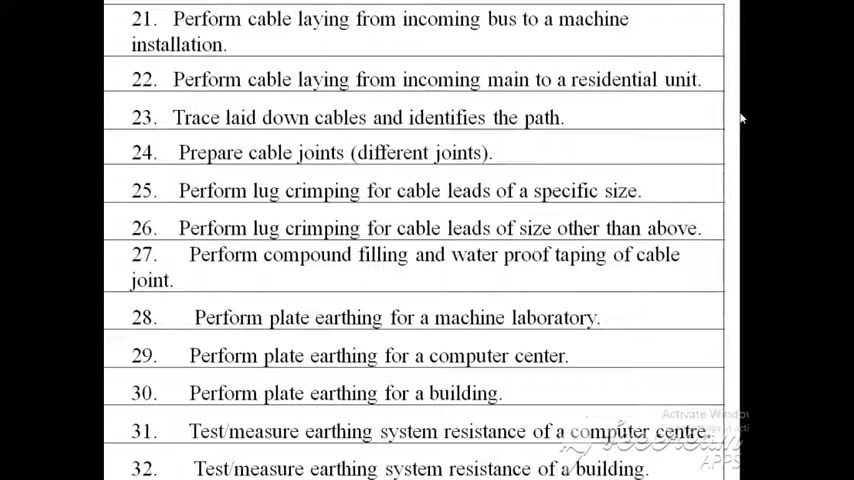 21. Perform cable laying from incoming bus to a machine
installation.
22. Perform cable laying from incoming main to a residential unit.
23. Trace laid down cables and identifies the path.
24. Prepare cable joints (different joints).
25. Perform lug crimping for cable leads of a specific size.
26. Perform lug crimping for cable leads of size other than above.
27. Perform compound filling and water proof taping of cable
joint.
28. Perform plate earthing for a machine laboratory.
29. Perform plate earthing for a computer center.
30. Perform plate earthing for a building.
Activate Windov
31. Test/measure earthing system resistance of a computer centre.
icecream
APPS
32. Test/measure earthing system resistance of a building.